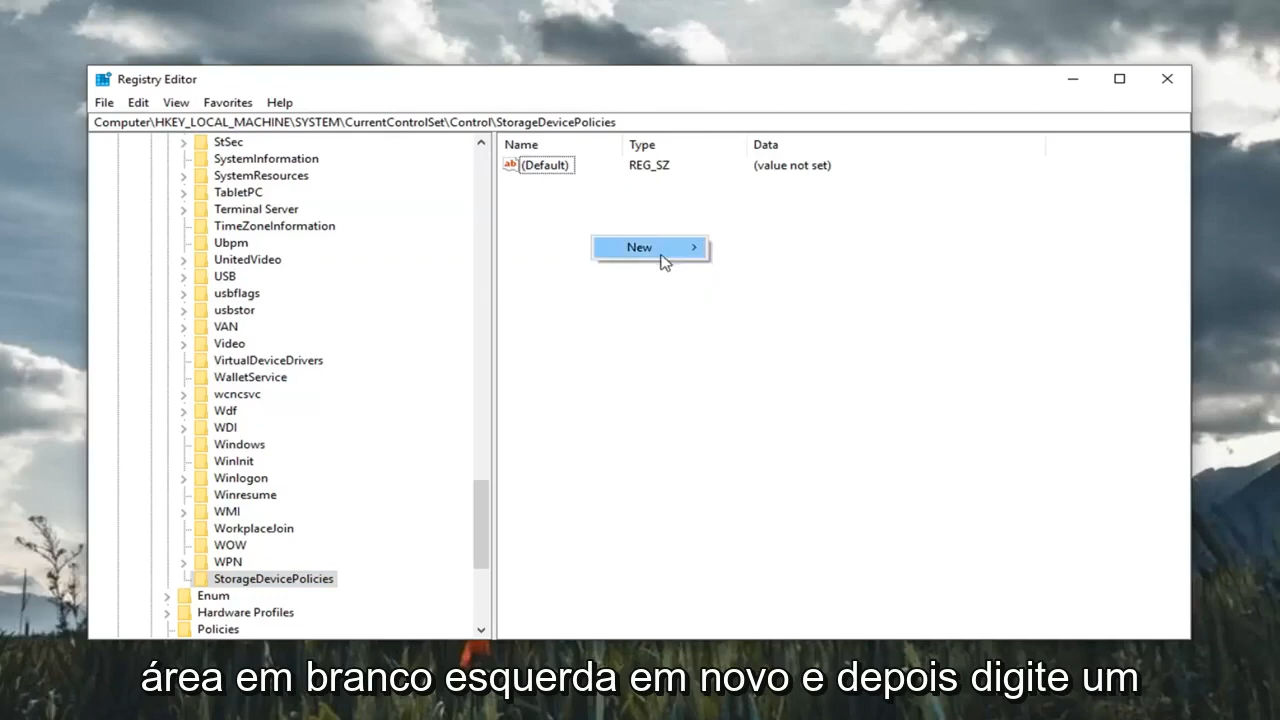 Registry Editor
File Edit View Favorites Help
Computer\HKEY_LOCAL_MACHINE\SYSTEM\CurrentControlSet\Control\StorageDevicePolicies
StSec
SystemInformation
SystemResources
TabletPC
Terminal Server
TimeZoneInformation
Ubpm
UnitedVideo
USB
usbflags
usbstor
VAN
Video
VirtualDeviceDrivers
WalletService
wcncsvc
Wdf
WDI
Windows
WinInit
Winlogon
Winresume
WMI
WorkplaceJoin
WOW
WPN
StorageDevicePolicies
Enum
Hardware Profiles
Policies
Name Type Data
ab (Default) REG_SZ (value not set)
New
área em branco esquerda em novo e depois digite um